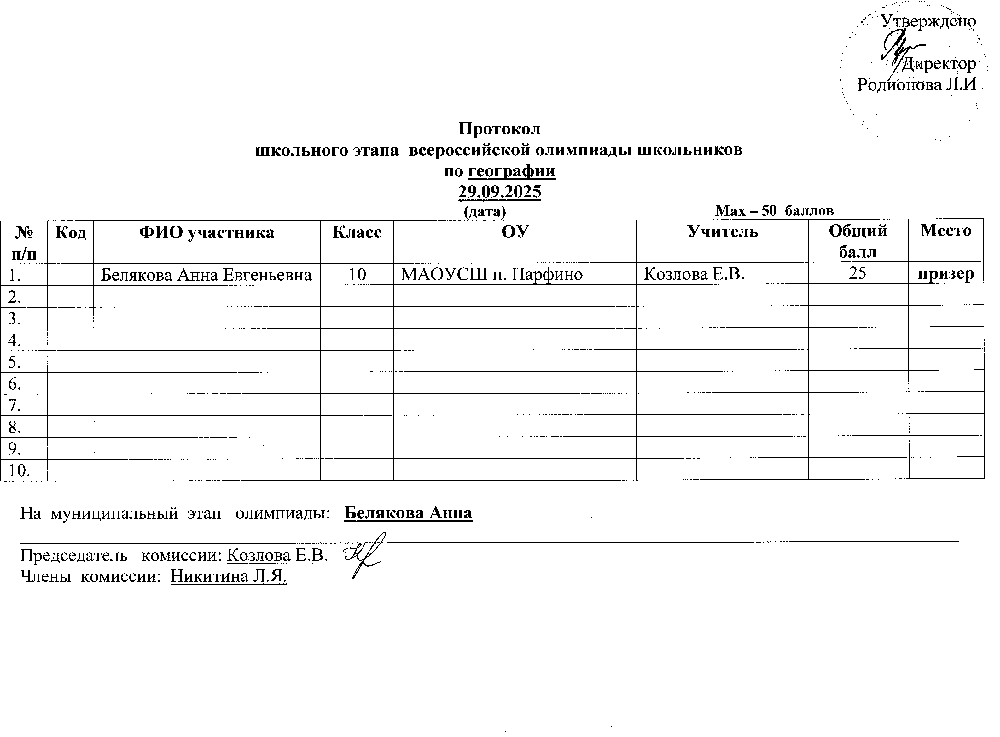 Утверждено
Директор
Родионова Л.И
Протокол
школьного этапа всероссийской олимпиады школьников
по географии
29.09.2025
(дата) Мах – 50 баллов
№ п/п Код ФИО участника Класс ОУ Учитель Общий балл Место
1. Белякова Анна Евгеньевна 10 МАОУСШ п. Парфино Козлова Е.В. 25 призер
2.
3.
4.
5.
6.
7.
8.
9.
10.
На муниципальный этап олимпиады: Белякова Анна
Председатель комиссии: Козлова Е.В.
Члены комиссии: Никитина Л.Я.